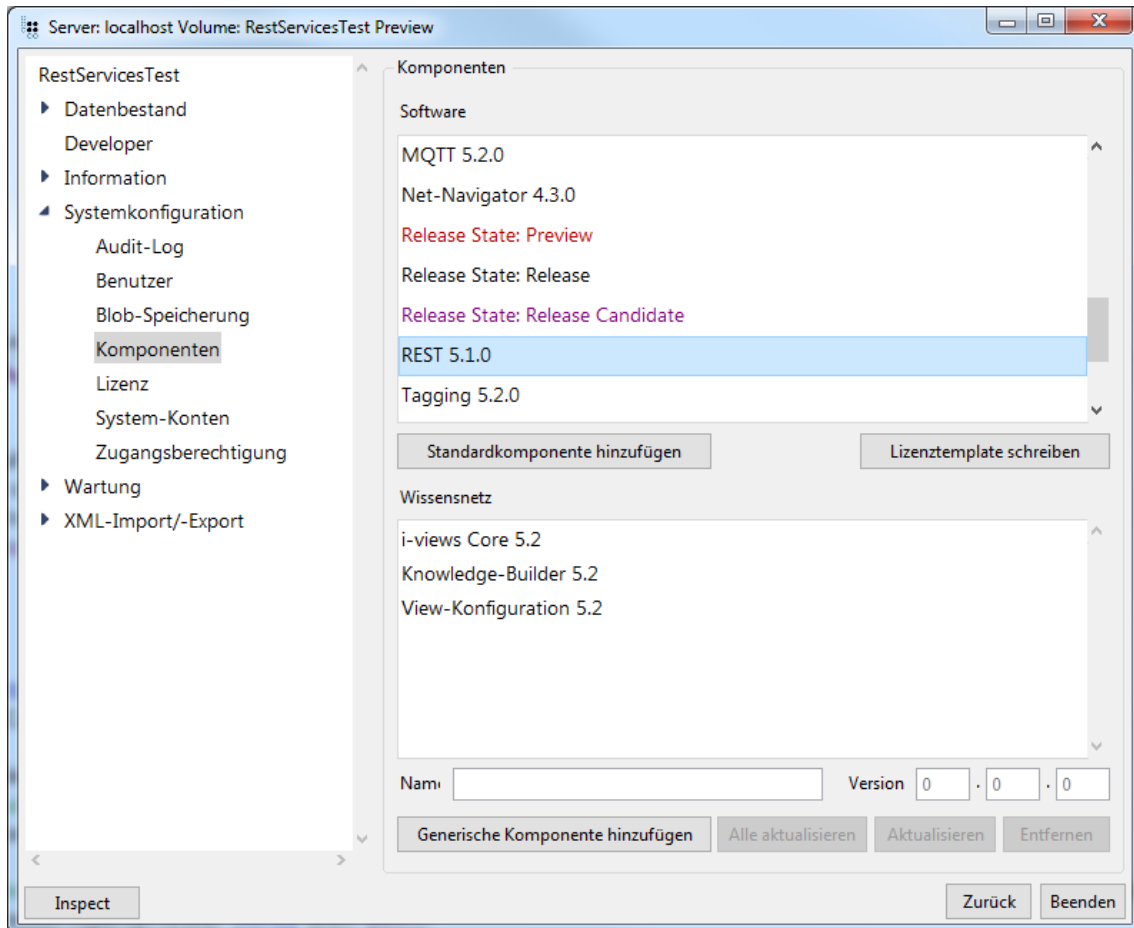 Server: localhost Volume: RestServicesTest Preview
RestServicesTest
Datenbestand
Developer
Information
Systemkonfiguration
Audit-Log
Benutzer
Blob-Speicherung
Komponenten
Lizenz
System-Konten
Zugangsberechtigung
Wartung
XML-Import/-Export
Komponenten
Software
MQTT 5.2.0
Net-Navigator 4.3.0
Release State: Preview
Release State: Release
Release State: Release Candidate
REST 5.1.0
Tagging 5.2.0
Standardkomponente hinzufügen Lizenztemplate schreiben
Wissensnetz
i-views Core 5.2
Knowledge-Builder 5.2
View-Konfiguration 5.2
Name Version 0 . 0 . 0
Generische Komponente hinzufügen Alle aktualisieren Aktualisieren Entfernen
Inspect Zurück Beenden